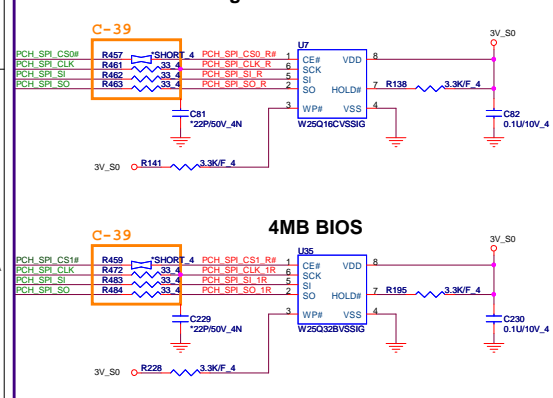 C-39
U7
3V_S0
PCH_SPI_CS0# R457 *SHORT_4 PCH_SPI_CS0_R# 1 CE# VDD 8
PCH_SPI_CLK R461 33_4 PCH_SPI_CLK_R 6 SCK
PCH_SPI_SI R462 33_4 PCH_SPI_SI_R 5 SI
PCH_SPI_SO R463 33_4 PCH_SPI_SO_R 2 SO HOLD# 7 R138 3.3K/F_4
3 WP# VSS 4
C81
*22P/50V_4N
W25Q16CVSSIG
C82
0.1U/10V_4
3V_S0 R141 3.3K/F_4
4MB BIOS
C-39
U35
3V_S0
PCH_SPI_CS1# R459 *SHORT_4 PCH_SPI_CS1_R# 1 CE# VDD 8
PCH_SPI_CLK R472 33_4 PCH_SPI_CLK_1R 6 SCK
PCH_SPI_SI R483 33_4 PCH_SPI_SI_1R 5 SI
PCH_SPI_SO R484 33_4 PCH_SPI_SO_1R 2 SO HOLD# 7 R195 3.3K/F_4
3 WP# VSS 4
C229
*22P/50V_4N
W25Q32BVSSIG
C230
0.1U/10V_4
3V_S0 R228 3.3K/F_4